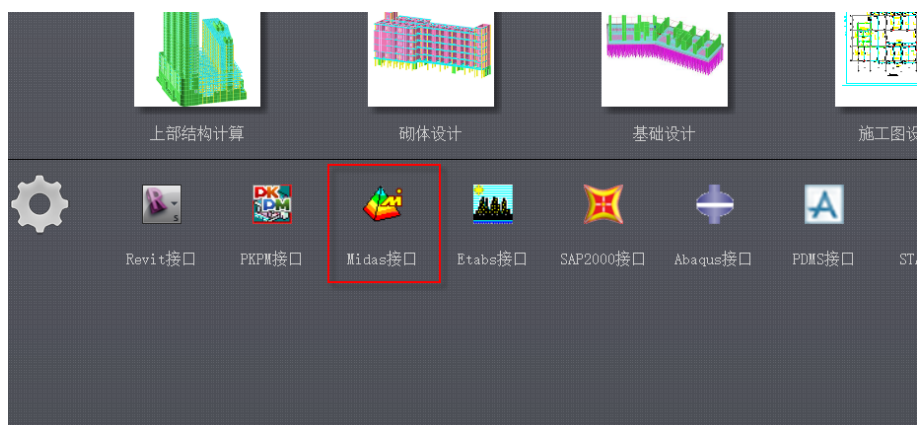 上部结构计算
砌体设计
基础设计
施工图设
Revit接口
PKPM接口
Midas接口
Etabs接口
SAP2000接口
Abaqus接口
PDMS接口
STA